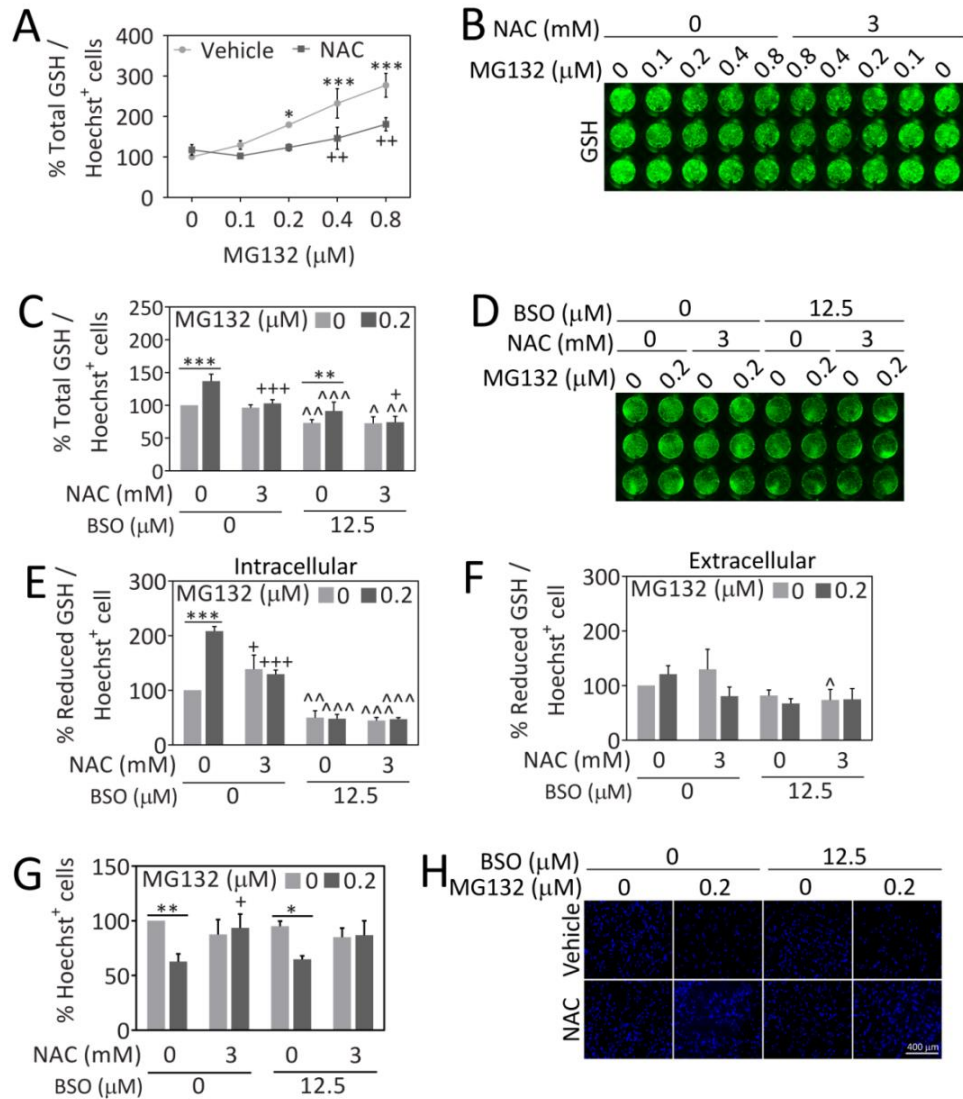 A
% Total GSH /
Hoechst+ cells
400
300
200
100
0
Vehicle
NAC
*
***
***
++
++
0 0.1 0.2 0.4 0.8
MG132 (μM)
B
NAC (mM) 0 3
MG132 (μM) 0 0.1 0.2 0.4 0.8 0.8 0.4 0.2 0.1 0
GSH
C
% Total GSH /
Hoechst+ cells
250
200
150
100
50
0
MG132 (μM) 0 0.2
***
+++
**
^^ ^^^
^
+
^^
NAC (mM) 0 3 0 3
BSO (μM) 0 12.5
D
BSO (μM) 0 12.5
NAC (mM) 0 3 0 3
MG132 (μM) 0 0.2 0 0.2 0 0.2 0 0.2
E
Intracellular
% Reduced GSH /
Hoechst+ cell
300
200
100
0
MG132 (μM) 0 0.2
***
+
+++
^^ ^^^ ^^^ ^^^
NAC (mM) 0 3 0 3
BSO (μM) 0 12.5
F
Extracellular
% Reduced GSH /
Hoechst+ cell
300
200
100
0
MG132 (μM) 0 0.2
^
NAC (mM) 0 3 0 3
BSO (μM) 0 12.5
G
% Hoechst+ cells
150
100
50
0
MG132 (μM) 0 0.2
**
+
*
NAC (mM) 0 3 0 3
BSO (μM) 0 12.5
H
BSO (μM) 0 12.5
MG132 (μM) 0 0.2 0 0.2
Vehicle
NAC
400 μm